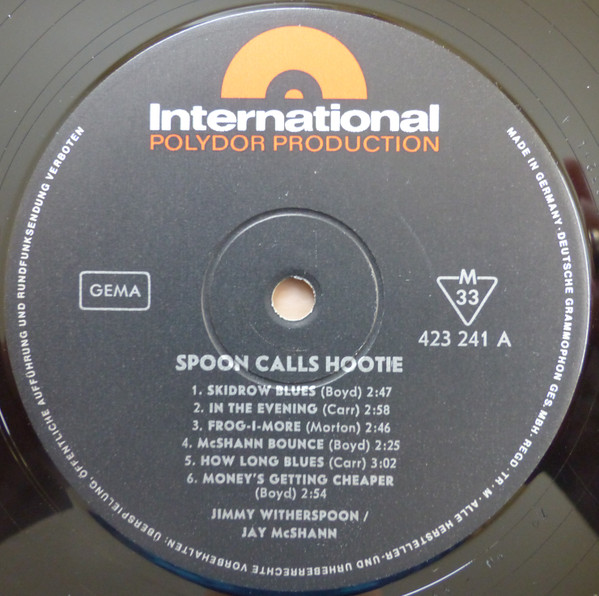 International
POLYDOR PRODUCTION
GEMA
M
33
423 241 A
SPOON CALLS HOOTIE
1. SKIDROW BLUES (Boyd) 2:47
2. IN THE EVENING (Carr) 2:58
3. FROG-I-MORE (Morton) 2:46
4. McSHANN BOUNCE (Boyd) 2:25
5. HOW LONG BLUES (Carr) 3:02
6. MONEY'S GETTING CHEAPER
(Boyd) 2:54
JIMMY WITHERSPOON /
JAY McSHANN
MADE IN GERMANY · DEUTSCHE GRAMMOPHON GES. MBH · REGD. TR. M. · ALLE HERSTELLER- UND URHEBERRECHTE VORBEHALTEN: ÜBERSPIELUNG, ÖFFENTLICHE AUFFÜHRUNG UND RUNDFUNKSENDUNG VERBOTEN